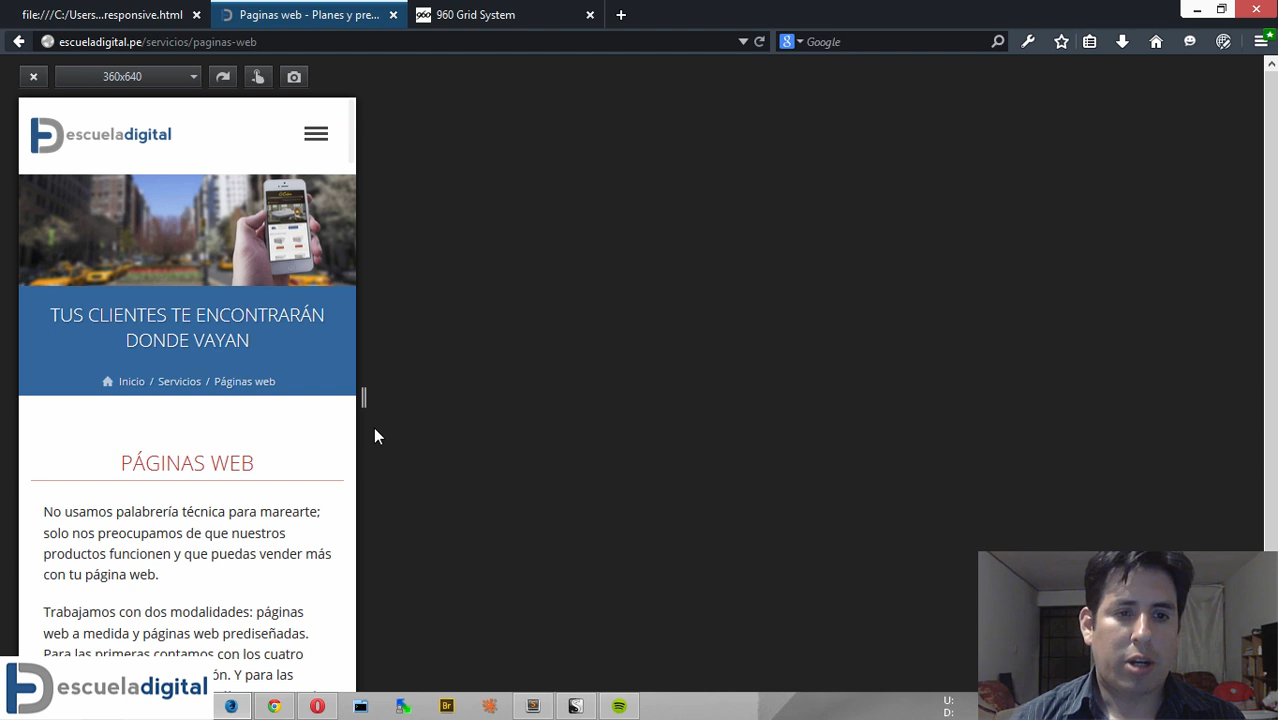 file:///C:/Users...responsive.html
Paginas web - Planes y pre...
960 Grid System
escueladigital.pe/servicios/paginas-web
Google
360x640
escueladigital
TUS CLIENTES TE ENCONTRARÁN
DONDE VAYAN
Inicio / Servicios / Páginas web
PÁGINAS WEB
No usamos palabrería técnica para marearte;
solo nos preocupamos de que nuestros
productos funcionen y que puedas vender más
con tu página web.
Trabajamos con dos modalidades: páginas
web a medida y páginas web prediseñadas.
Para las primeras contamos con los cuatro
ón. Y para las
escueladigital
Br
U:
D: